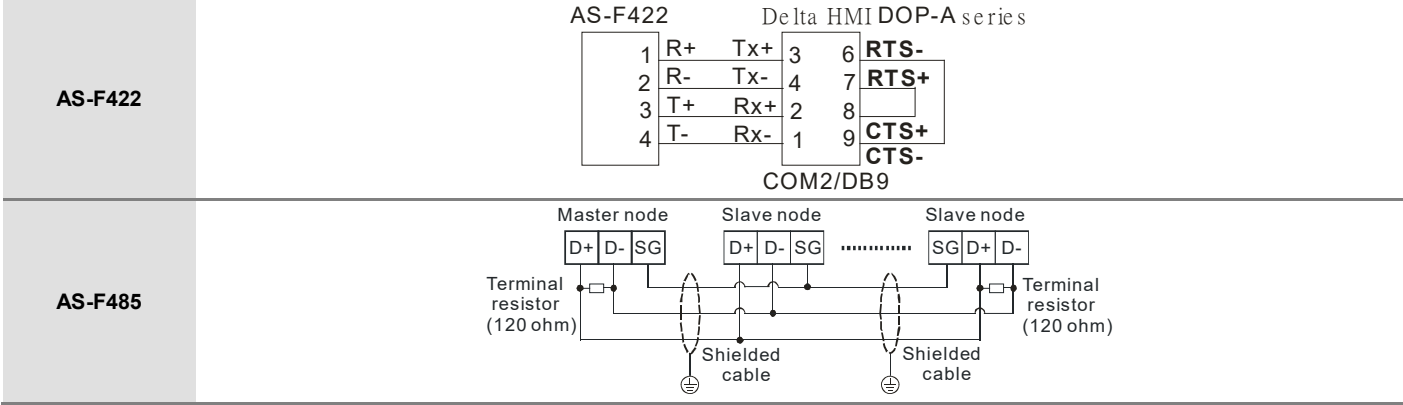 AS-F422 Delta HMI DOP-A series
1 R+ Tx+ 3 6 RTS-
2 R- Tx- 4 7 RTS+
AS-F422
3 T+ Rx+ 2 8
4 T- Rx- 1 9 CTS+
CTS-
COM2/DB9
Master node Slave node Slave node
D+ D- SG D+ D- SG SG D+ D-
AS-F485
Terminal
resistor
(120 ohm)
Terminal
resistor
(120 ohm)
Shielded
cable
Shielded
cable